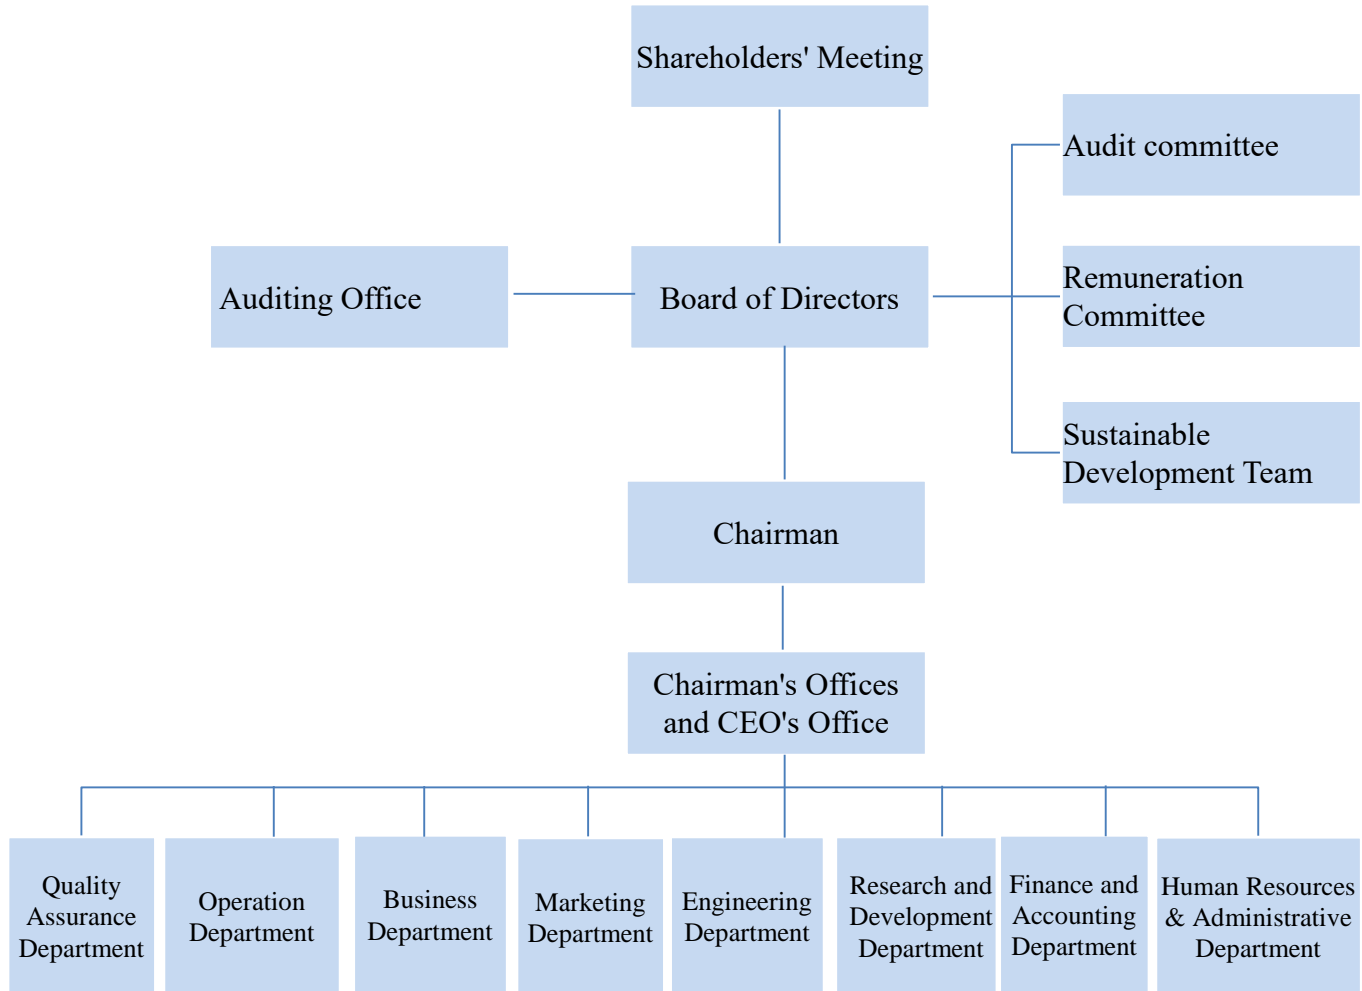 Shareholders' Meeting
Audit committee
Auditing Office
Board of Directors
Remuneration
Committee
Sustainable
Development Team
Chairman
Chairman's Offices
and CEO's Office
Quality
Assurance
Department
Operation
Department
Business
Department
Marketing
Department
Engineering
Department
Research and
Development
Department
Finance and
Accounting
Department
Human Resources
& Administrative
Department